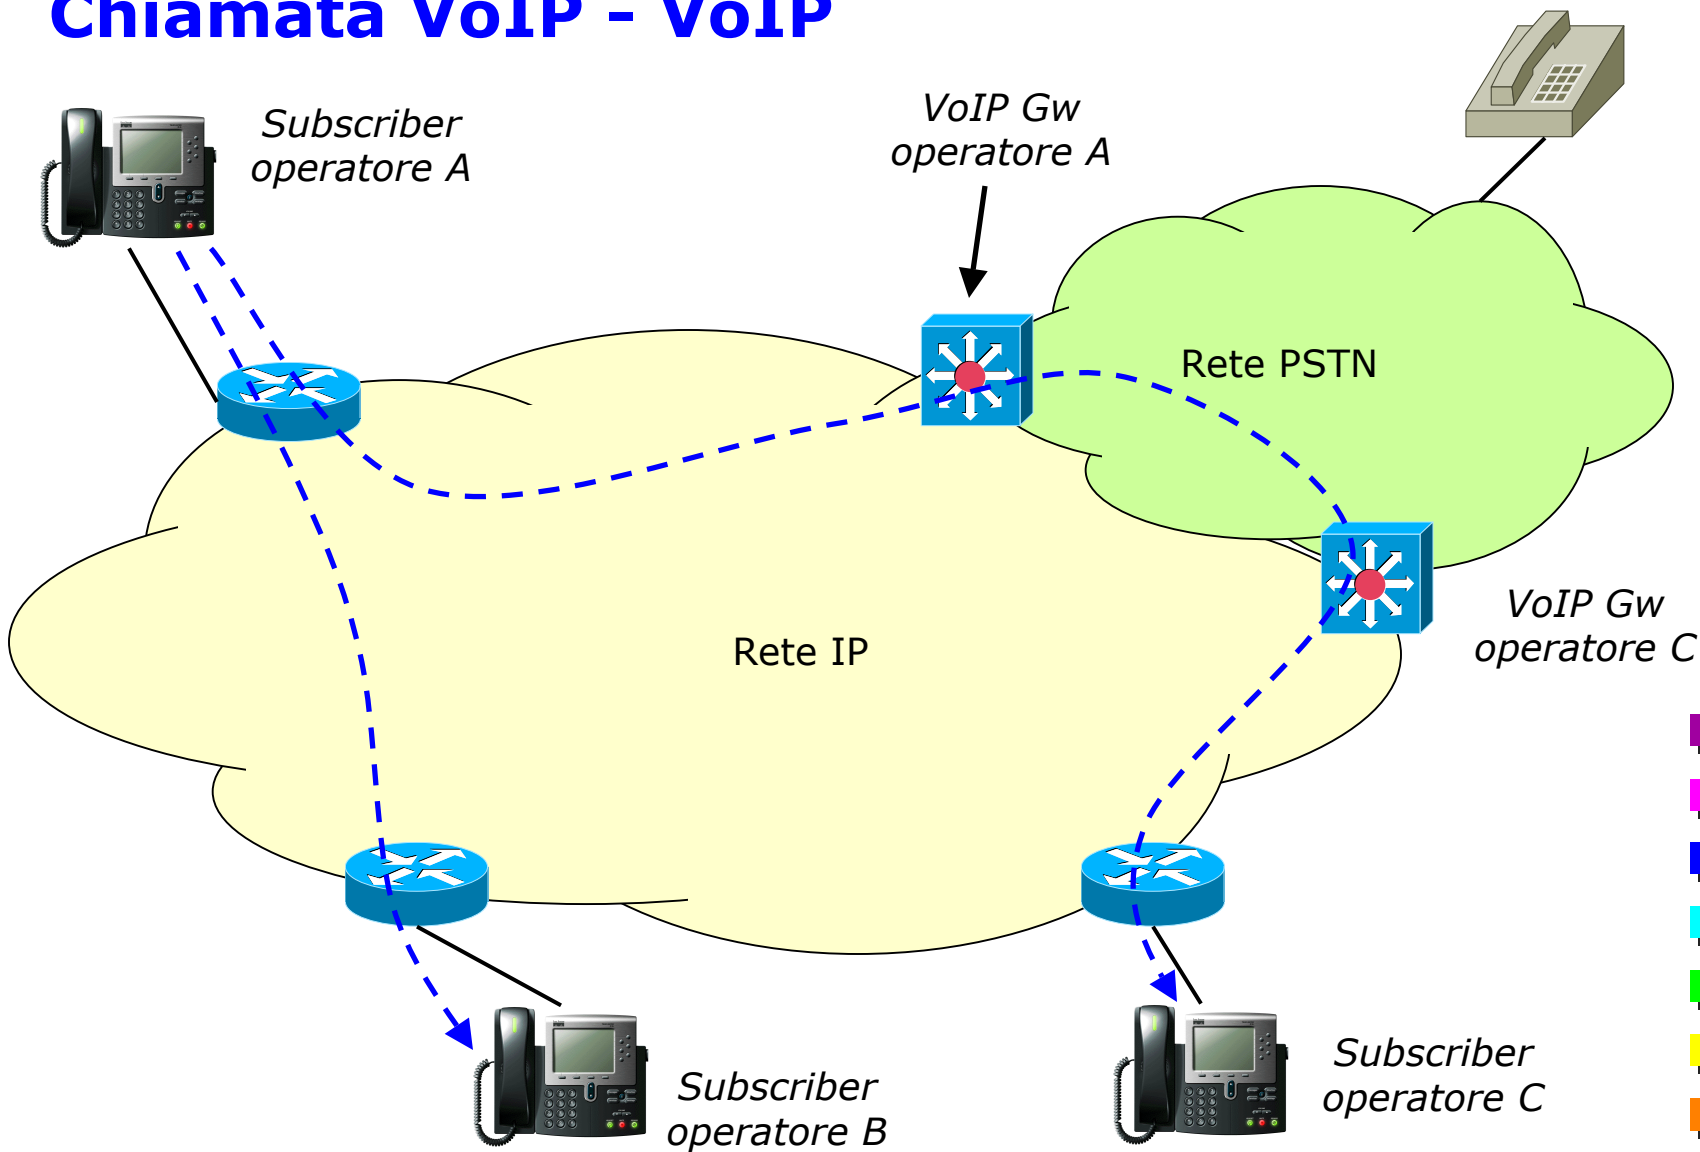 Chiamata VoIP - VoIP
Subscriber
operatore A
VoIP Gw
operatore A
Rete PSTN
VoIP Gw
operatore C
Rete IP
Subscriber
operatore C
Subscriber
operatore B